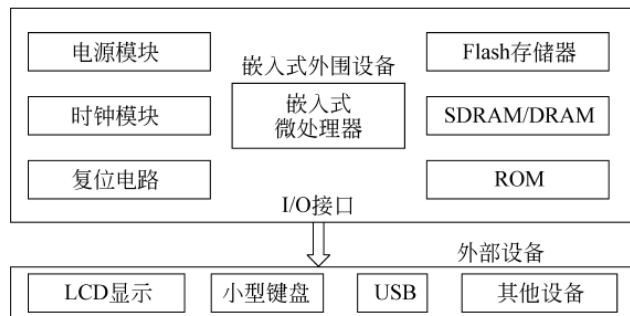 电源模块
嵌入式外围设备
Flash存储器
时钟模块
嵌入式
微处理器
SDRAM/DRAM
复位电路
ROM
I/O接口
外部设备
LCD显示
小型键盘
USB
其他设备